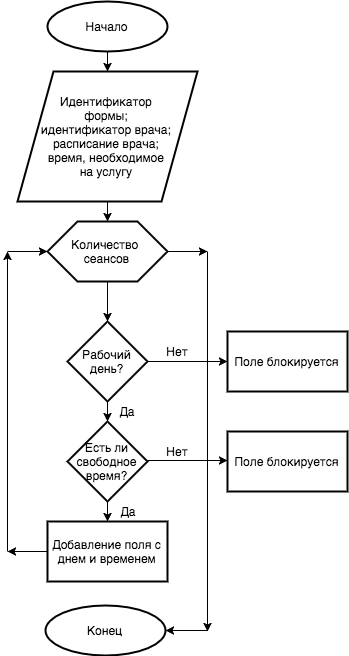 Начало
Идентификатор
формы;
идентификатор врача;
расписание врача;
время, необходимое
на услугу
Количество
сеансов
Рабочий
день?
Нет
Поле блокируется
Да
Есть ли
свободное
время?
Нет
Поле блокируется
Да
Добавление поля с
днем и временем
Конец